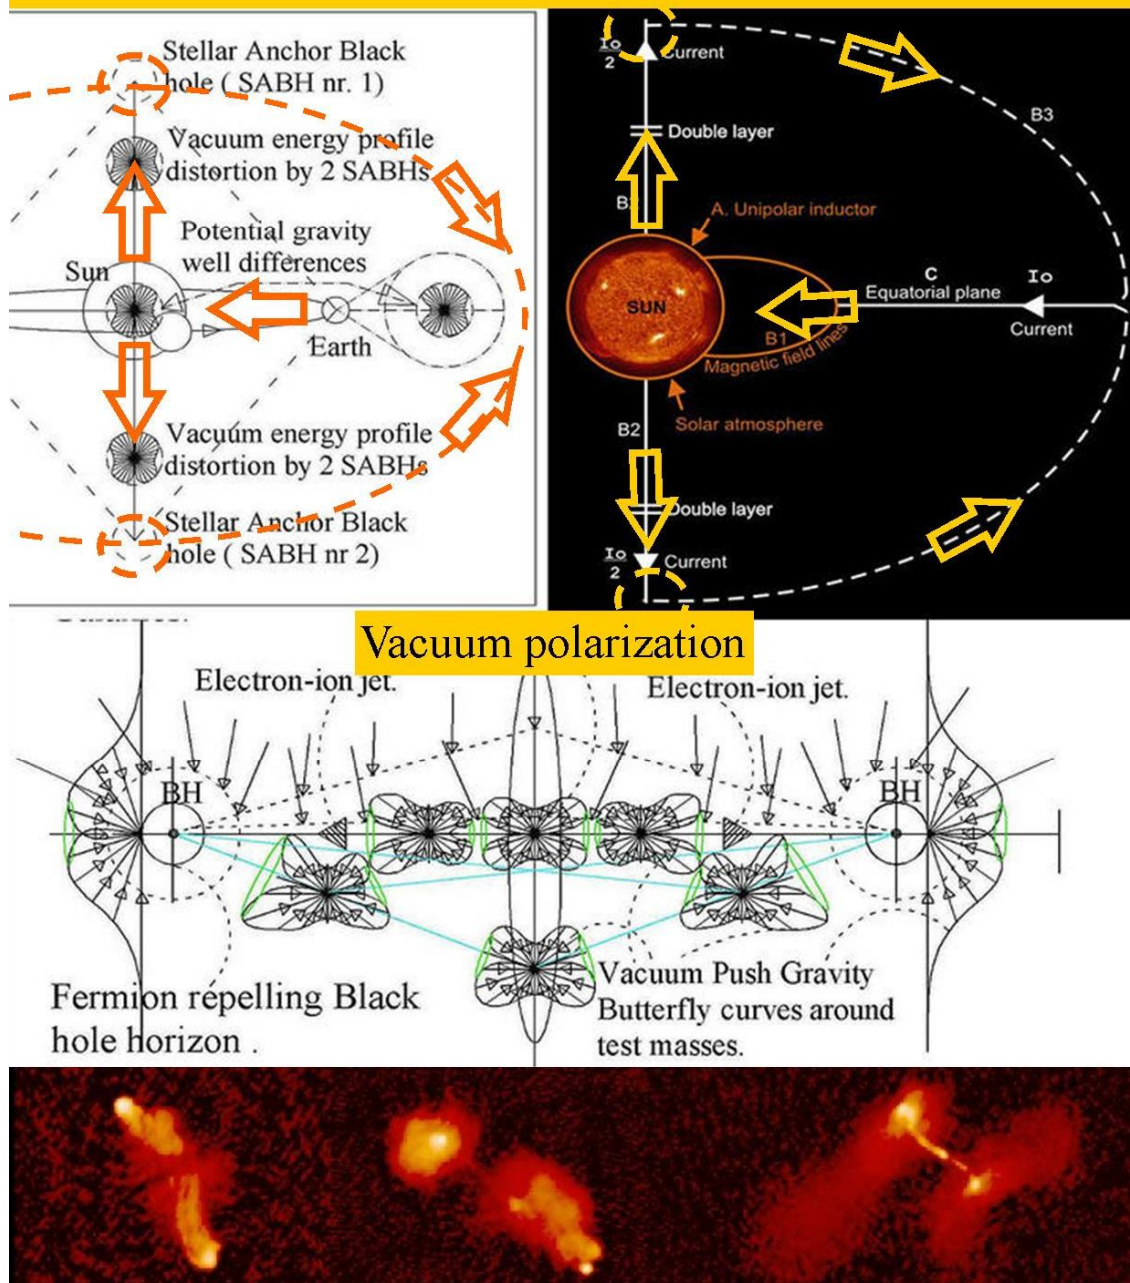 Stellar Anchor Black
hole ( SABH nr. 1)
Vacuum energy profile
distortion by 2 SABHs
Potential gravity
well differences
Sun
Earth
Vacuum energy profile
distortion by 2 SABHs
Stellar Anchor Black
hole ( SABH nr 2)
Io
2
Current
B3
Double layer
A. Unipolar inductor
C
Io
Equatorial plane
SUN
Current
B1
Magnetic field lines
Solar atmosphere
B2
Double layer
Io
2
Current
Vacuum polarization
Electron-ion jet.
Electron-ion jet.
BH
BH
Fermion repelling Black
hole horizon .
Vacuum Push Gravity
Butterfly curves around
test masses.